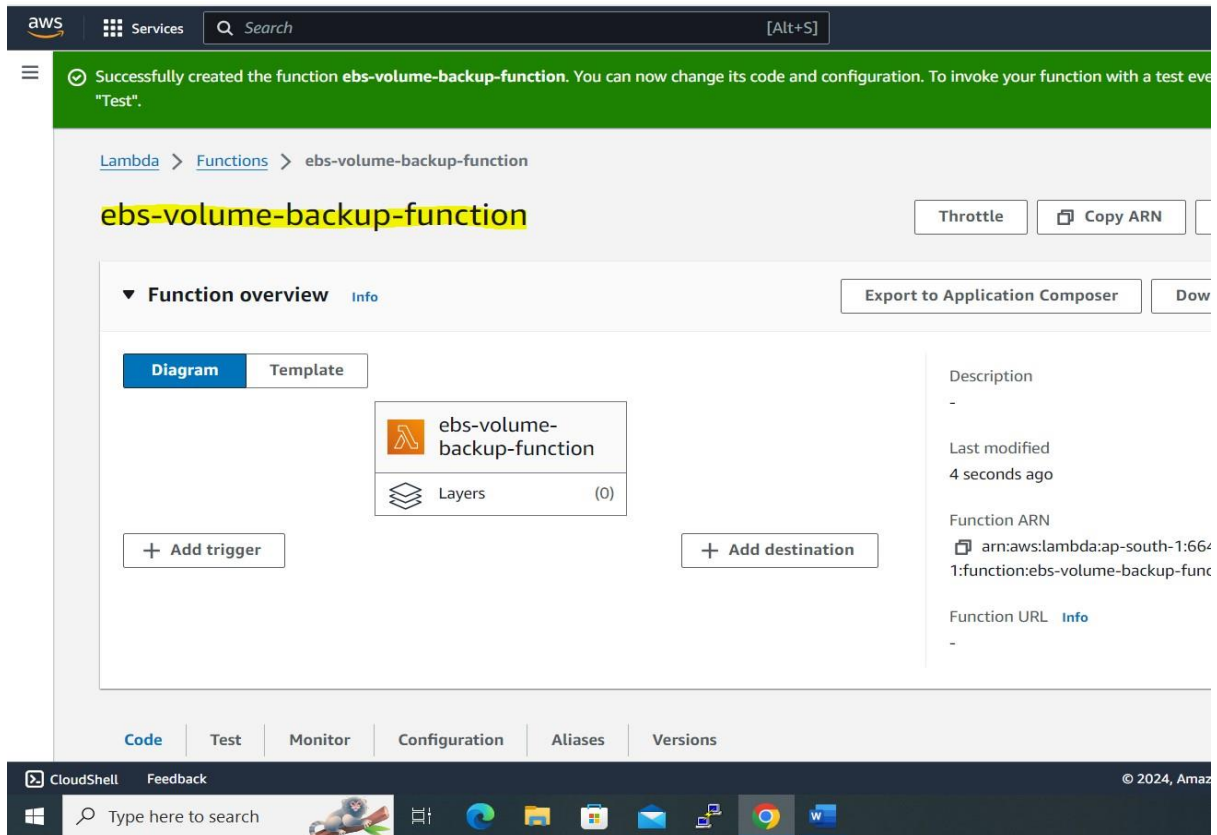 aws
Services
Search
[Alt+S]
Successfully created the function ebs-volume-backup-function. You can now change its code and configuration. To invoke your function with a test eve
"Test".
Lambda > Functions > ebs-volume-backup-function
ebs-volume-backup-function
Throttle
Copy ARN
Function overview Info
Export to Application Composer
Dow
Diagram
Template
ebs-volume-
backup-function
Layers (0)
+ Add trigger
+ Add destination
Description
-
Last modified
4 seconds ago
Function ARN
arn:aws:lambda:ap-south-1:664
1:function:ebs-volume-backup-func
Function URL Info
-
Code Test Monitor Configuration Aliases Versions
CloudShell Feedback
© 2024, Amaz
Type here to search
W